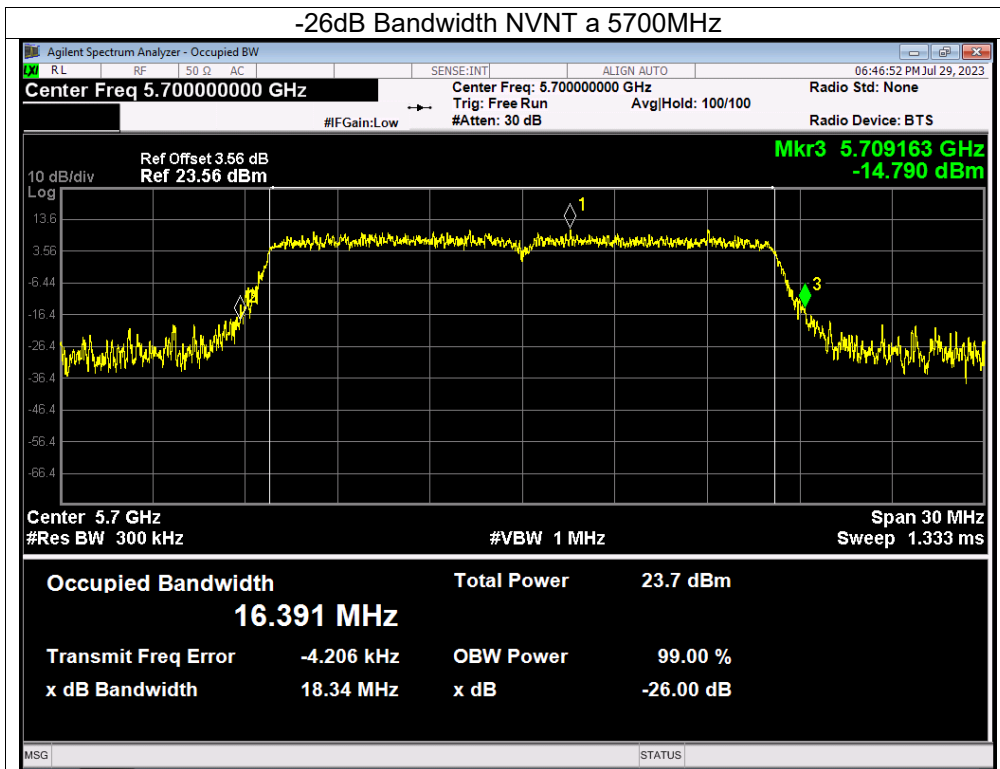 -26dB Bandwidth NVNT a 5700MHz
Agilent Spectrum Analyzer - Occupied BW
LXI RL RF 50 Ω AC SENSE:INT ALIGN AUTO 06:46:52 PM Jul 29, 2023
Center Freq 5.700000000 GHz Center Freq: 5.700000000 GHz Radio Std: None
Trig: Free Run Avg|Hold: 100/100
#IFGain:Low #Atten: 30 dB Radio Device: BTS
Mkr3 5.709163 GHz
-14.790 dBm
Ref Offset 3.56 dB
10 dB/div Ref 23.56 dBm
Log
13.6
3.56
-6.44
-16.4
-26.4
-36.4
-46.4
-56.4
-66.4
1
2
3
Center 5.7 GHz Span 30 MHz
#Res BW 300 kHz #VBW 1 MHz Sweep 1.333 ms
Occupied Bandwidth Total Power 23.7 dBm
16.391 MHz
Transmit Freq Error -4.206 kHz OBW Power 99.00 %
x dB Bandwidth 18.34 MHz x dB -26.00 dB
MSG STATUS